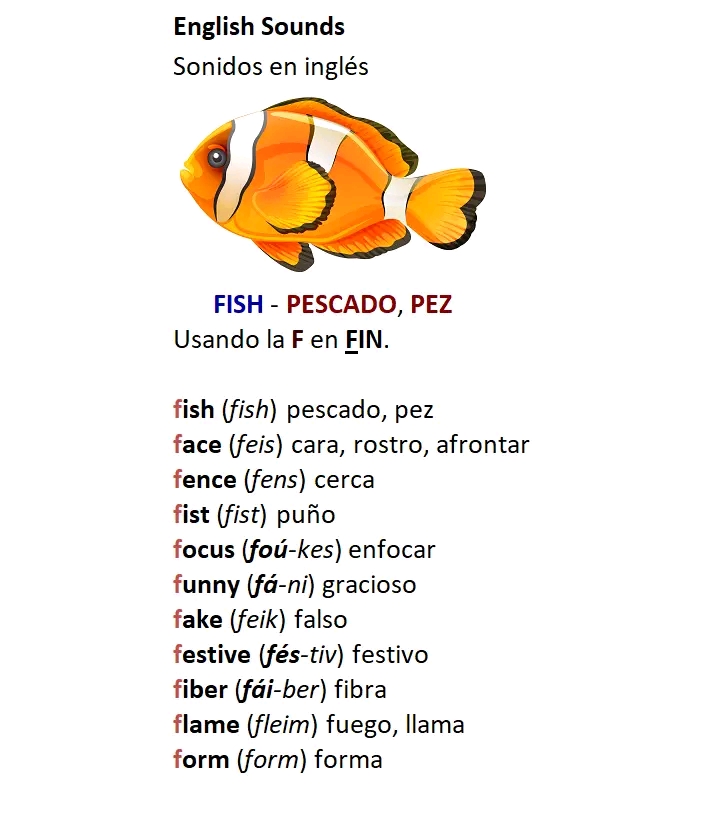 English Sounds
Sonidos en inglés
FISH - PESCADO, PEZ
Usando la F en FIN.
fish (fish) pescado, pez
face (feis) cara, rostro, afrontar
fence (fens) cerca
fist (fist) puño
focus (foú-kes) enfocar
funny (fá-ni) gracioso
fake (feik) falso
festive (fés-tiv) festivo
fiber (fái-ber) fibra
flame (fleim) fuego, llama
form (form) forma